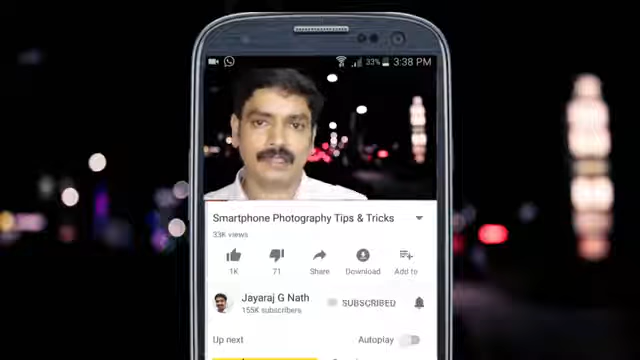 33% 3:38 PM
Smartphone Photography Tips & Tricks
33K views
1K 71 Share Download Add to
Jayaraj G Nath
SUBSCRIBED
155K subscribers
Up next Autoplay